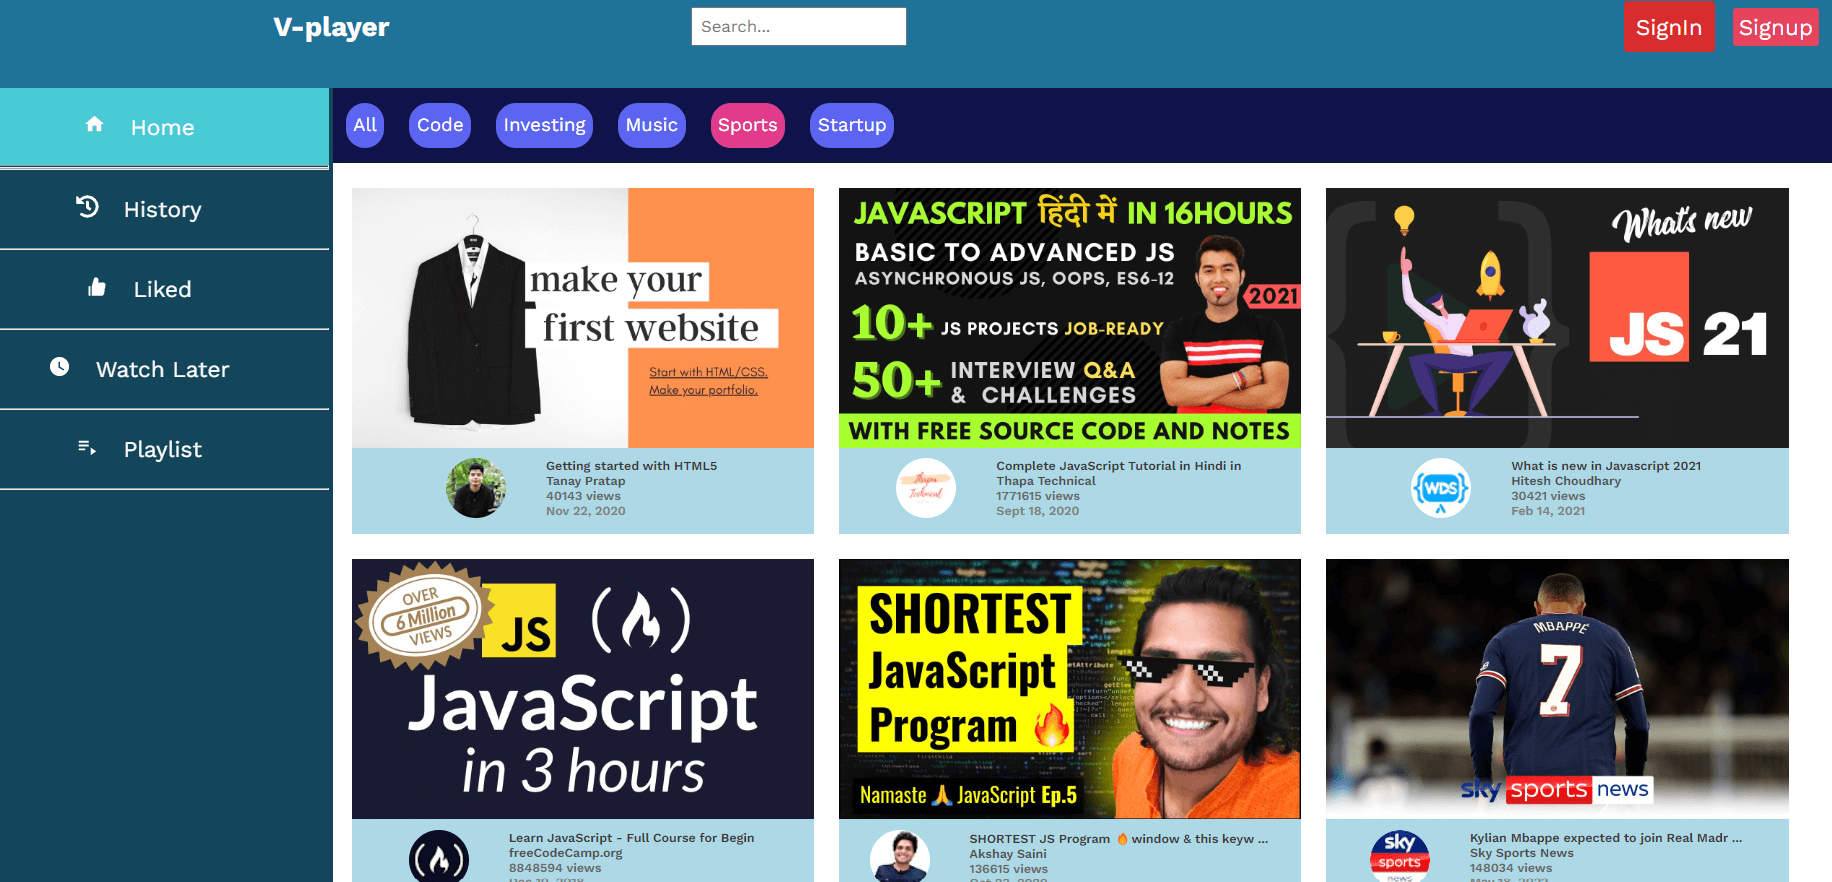 V-player
Search...
SignIn
Signup
Home
History
Liked
Watch Later
Playlist
All
Code
Investing
Music
Sports
Startup
make your
first website
Start with HTML/CSS.
Make your portfolio.
Getting started with HTML5
Tanay Pratap
40143 views
Nov 22, 2020
JAVASCRIPT हिंदी में IN 16HOURS
BASIC TO ADVANCED JS
ASYNCHRONOUS JS, OOPS, ES6-12
2021
10+ JS PROJECTS JOB-READY
50+ INTERVIEW Q&A
& CHALLENGES
WITH FREE SOURCE CODE AND NOTES
Thapa
Technical
Complete JavaScript Tutorial in Hindi in
Thapa Technical
1771615 views
Sept 18, 2020
What's new
JS 21
WDS
What is new in Javascript 2021
Hitesh Choudhary
30421 views
Feb 14, 2021
OVER
6 Million
VIEWS
JS
JavaScript
in 3 hours
Learn JavaScript - Full Course for Begin
freeCodeCamp.org
8848594 views
SHORTEST
JavaScript
Program 🔥
Namaste 🙏 JavaScript Ep.5
SHORTEST JS Program 🔥window & this keyw ...
Akshay Saini
136615 views
MBAPPÉ
7
sky sports news
sky
sports
news
Kylian Mbappe expected to join Real Madr ...
Sky Sports News
148034 views